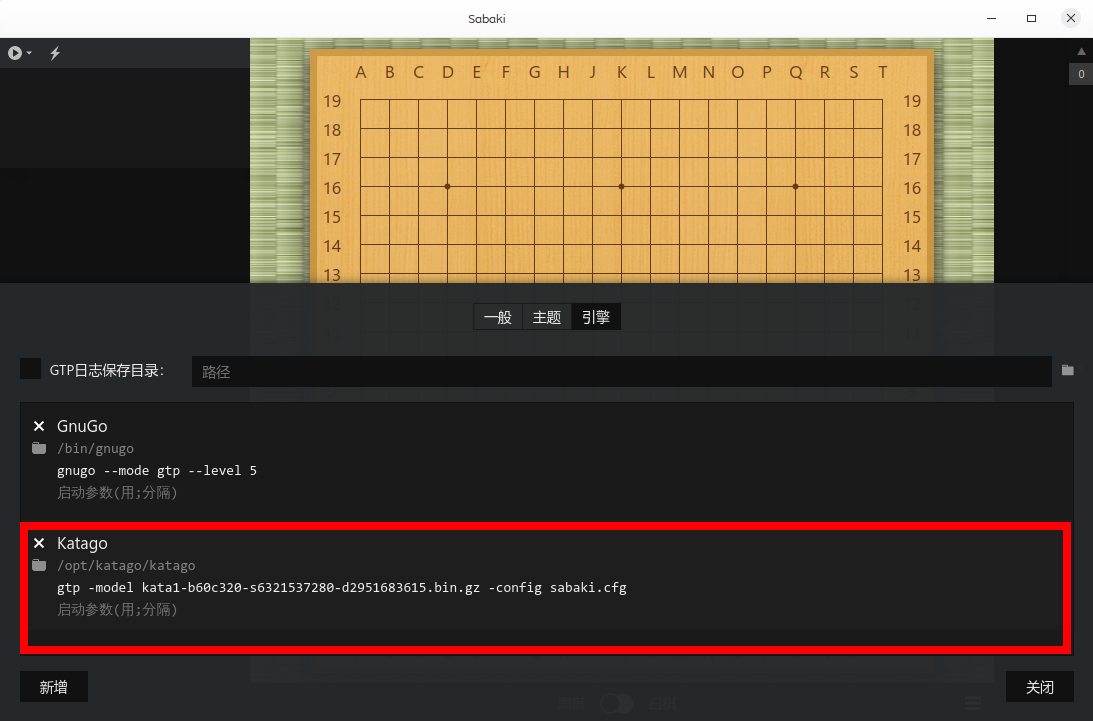 Sabaki
0
A B C D E F G H J K L M N O P Q R S T
19 19
18 18
17 17
16 16
15 15
14 14
13 13
一般 主题 引擎
GTP日志保存目录: 路径
GnuGo
/bin/gnugo
gnugo --mode gtp --level 5
启动参数(用;分隔)
Katago
/opt/katago/katago
gtp -model kata1-b60c320-s6321537280-d2951683615.bin.gz -config sabaki.cfg
启动参数(用;分隔)
新增 关闭